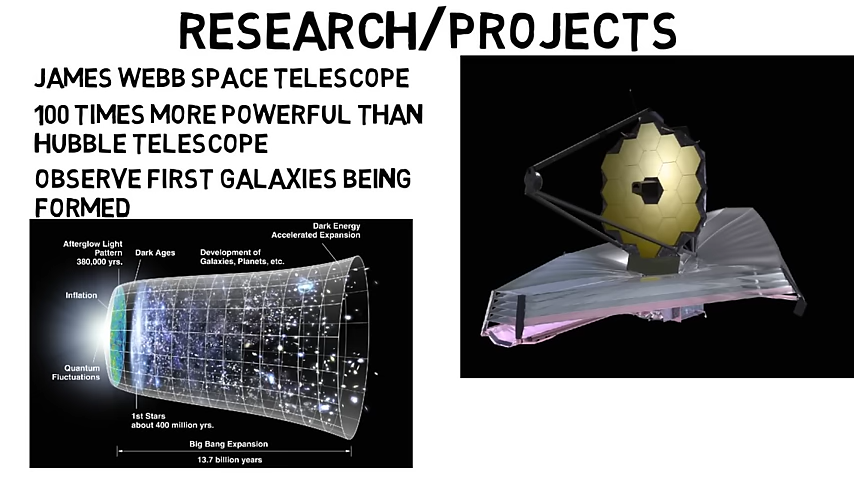 RESEARCH/PROJECTS
JAMES WEBB SPACE TELESCOPE
100 TIMES MORE POWERFUL THAN
HUBBLE TELESCOPE
OBSERVE FIRST GALAXIES BEING
FORMED
Dark Energy
Accelerated Expansion
Afterglow Light
Pattern
380,000 yrs.
Dark Ages
Development of
Galaxies, Planets, etc.
Inflation
Quantum
Fluctuations
1st Stars
about 400 million yrs.
Big Bang Expansion
13.7 billion years